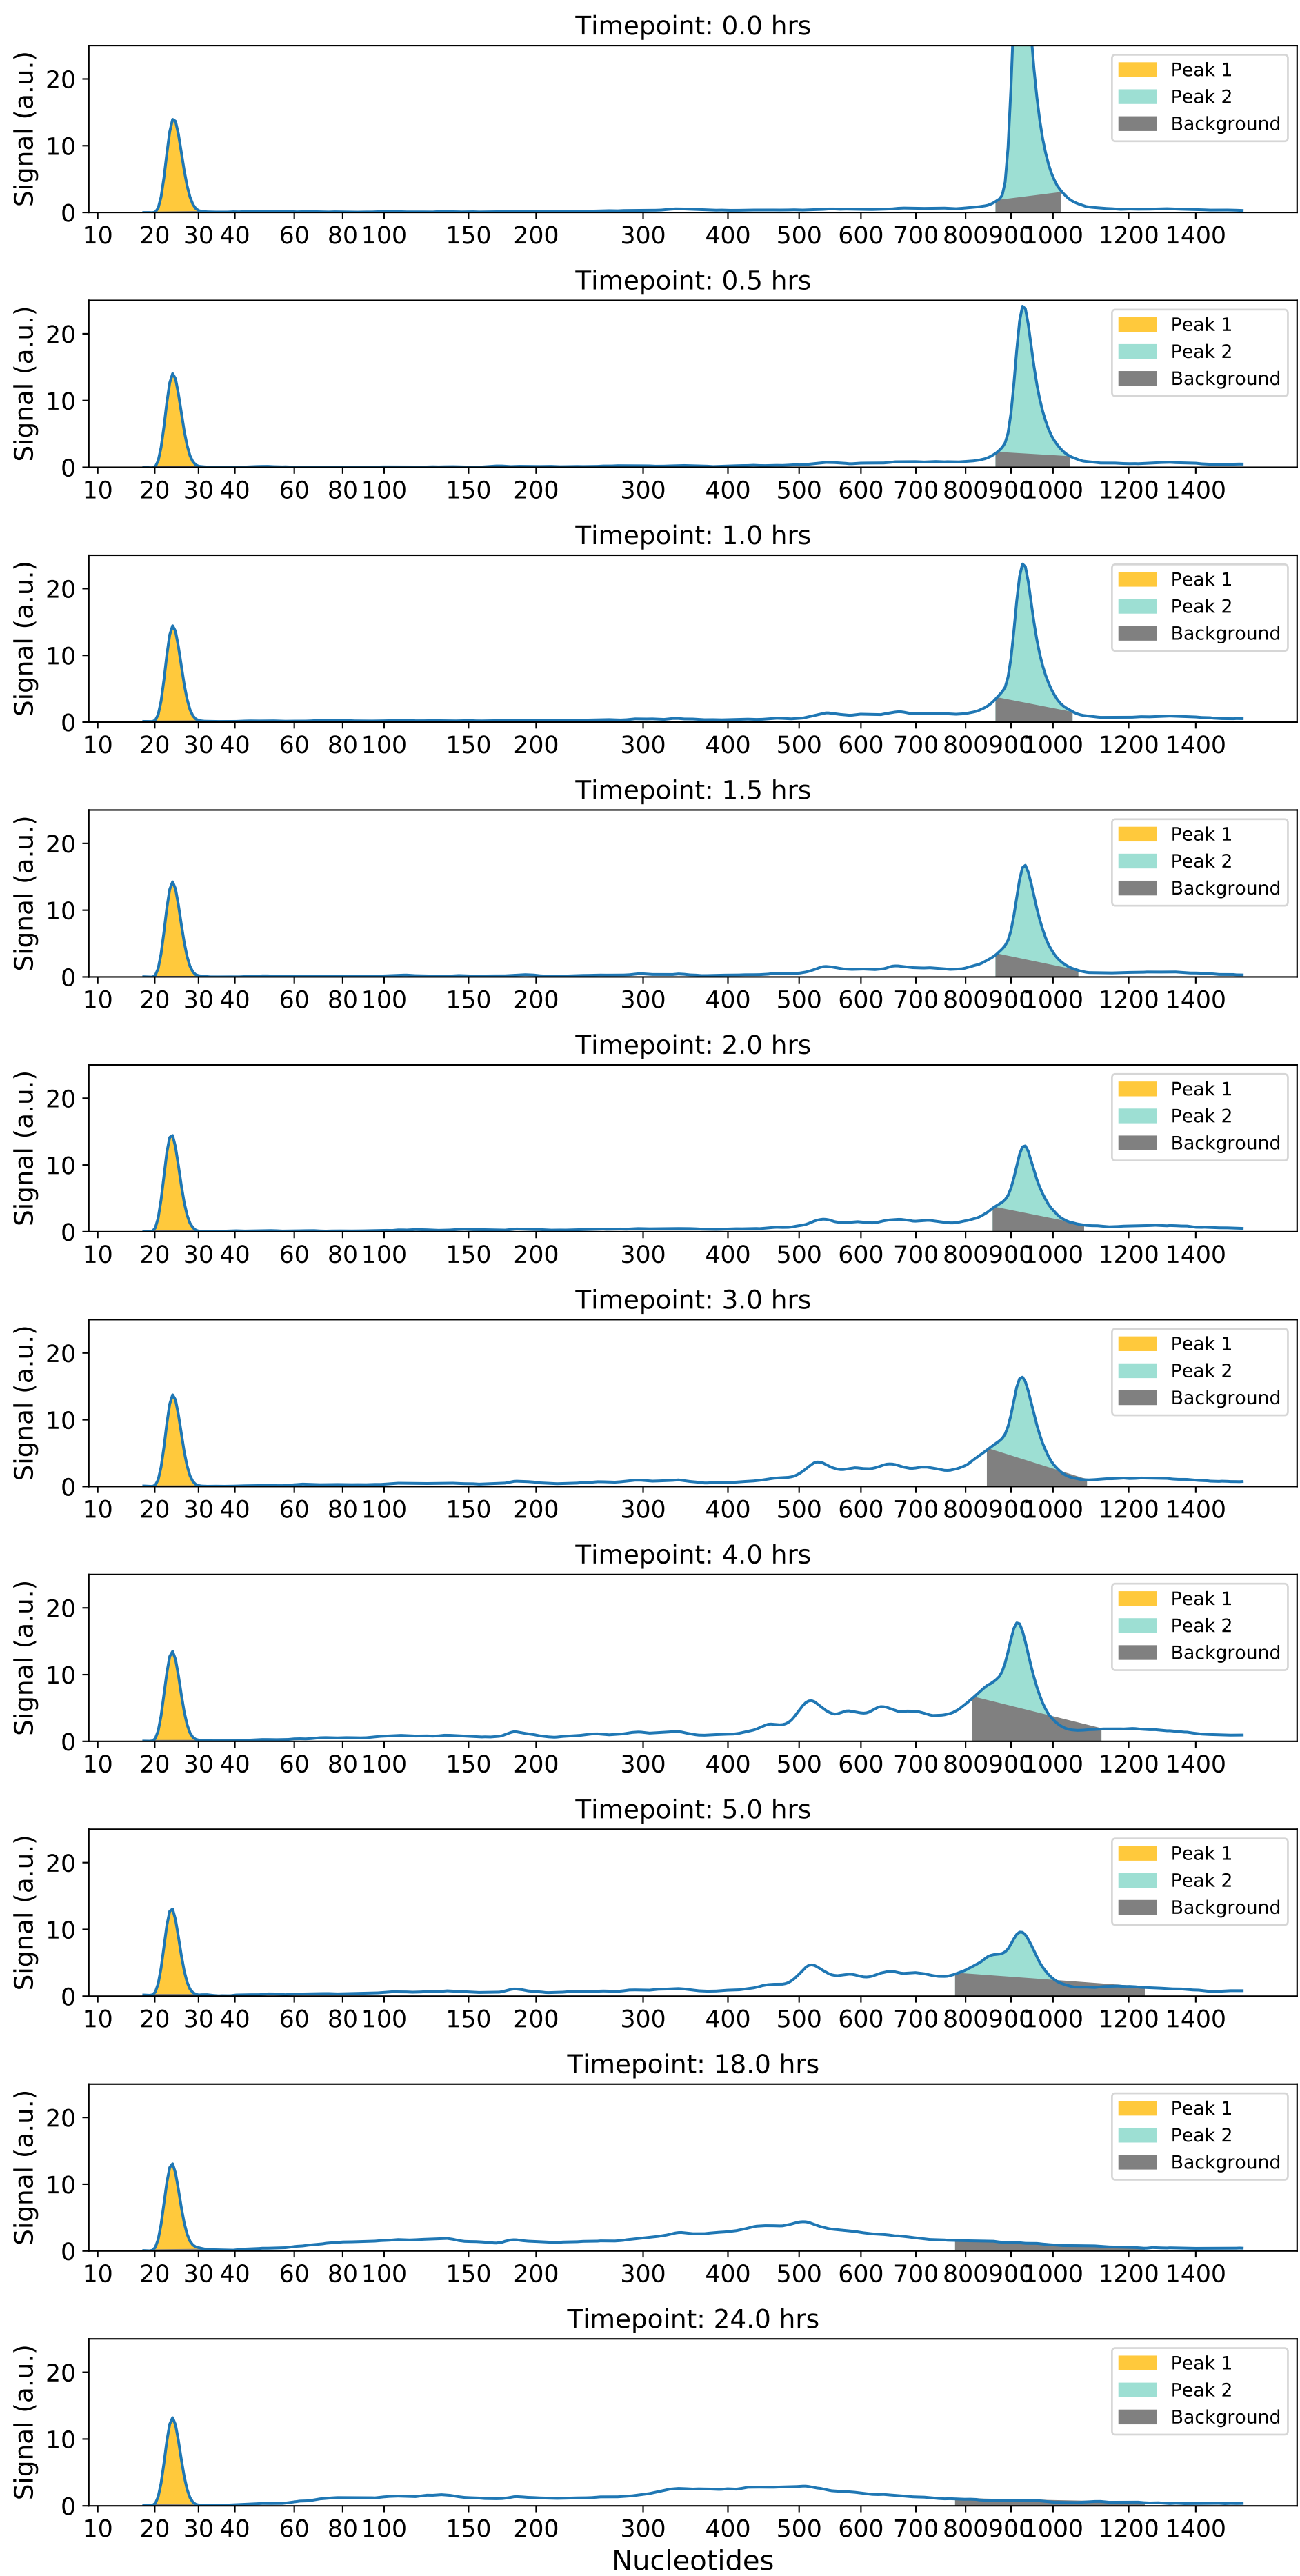 Timepoint: 0.0 hrs
Signal (a.u.)
20
10
0
Peak 1
Peak 2
Background
10 20 30 40 60 80 100 150 200 300 400 500 600 700 800 900 1000 1200 1400
Timepoint: 0.5 hrs
Signal (a.u.)
20
10
0
Peak 1
Peak 2
Background
10 20 30 40 60 80 100 150 200 300 400 500 600 700 800 900 1000 1200 1400
Timepoint: 1.0 hrs
Signal (a.u.)
20
10
0
Peak 1
Peak 2
Background
10 20 30 40 60 80 100 150 200 300 400 500 600 700 800 900 1000 1200 1400
Timepoint: 1.5 hrs
Signal (a.u.)
20
10
0
Peak 1
Peak 2
Background
10 20 30 40 60 80 100 150 200 300 400 500 600 700 800 900 1000 1200 1400
Timepoint: 2.0 hrs
Signal (a.u.)
20
10
0
Peak 1
Peak 2
Background
10 20 30 40 60 80 100 150 200 300 400 500 600 700 800 900 1000 1200 1400
Timepoint: 3.0 hrs
Signal (a.u.)
20
10
0
Peak 1
Peak 2
Background
10 20 30 40 60 80 100 150 200 300 400 500 600 700 800 900 1000 1200 1400
Timepoint: 4.0 hrs
Signal (a.u.)
20
10
0
Peak 1
Peak 2
Background
10 20 30 40 60 80 100 150 200 300 400 500 600 700 800 900 1000 1200 1400
Timepoint: 5.0 hrs
Signal (a.u.)
20
10
0
Peak 1
Peak 2
Background
10 20 30 40 60 80 100 150 200 300 400 500 600 700 800 900 1000 1200 1400
Timepoint: 18.0 hrs
Signal (a.u.)
20
10
0
Peak 1
Peak 2
Background
10 20 30 40 60 80 100 150 200 300 400 500 600 700 800 900 1000 1200 1400
Timepoint: 24.0 hrs
Signal (a.u.)
20
10
0
Peak 1
Peak 2
Background
10 20 30 40 60 80 100 150 200 300 400 500 600 700 800 900 1000 1200 1400
Nucleotides